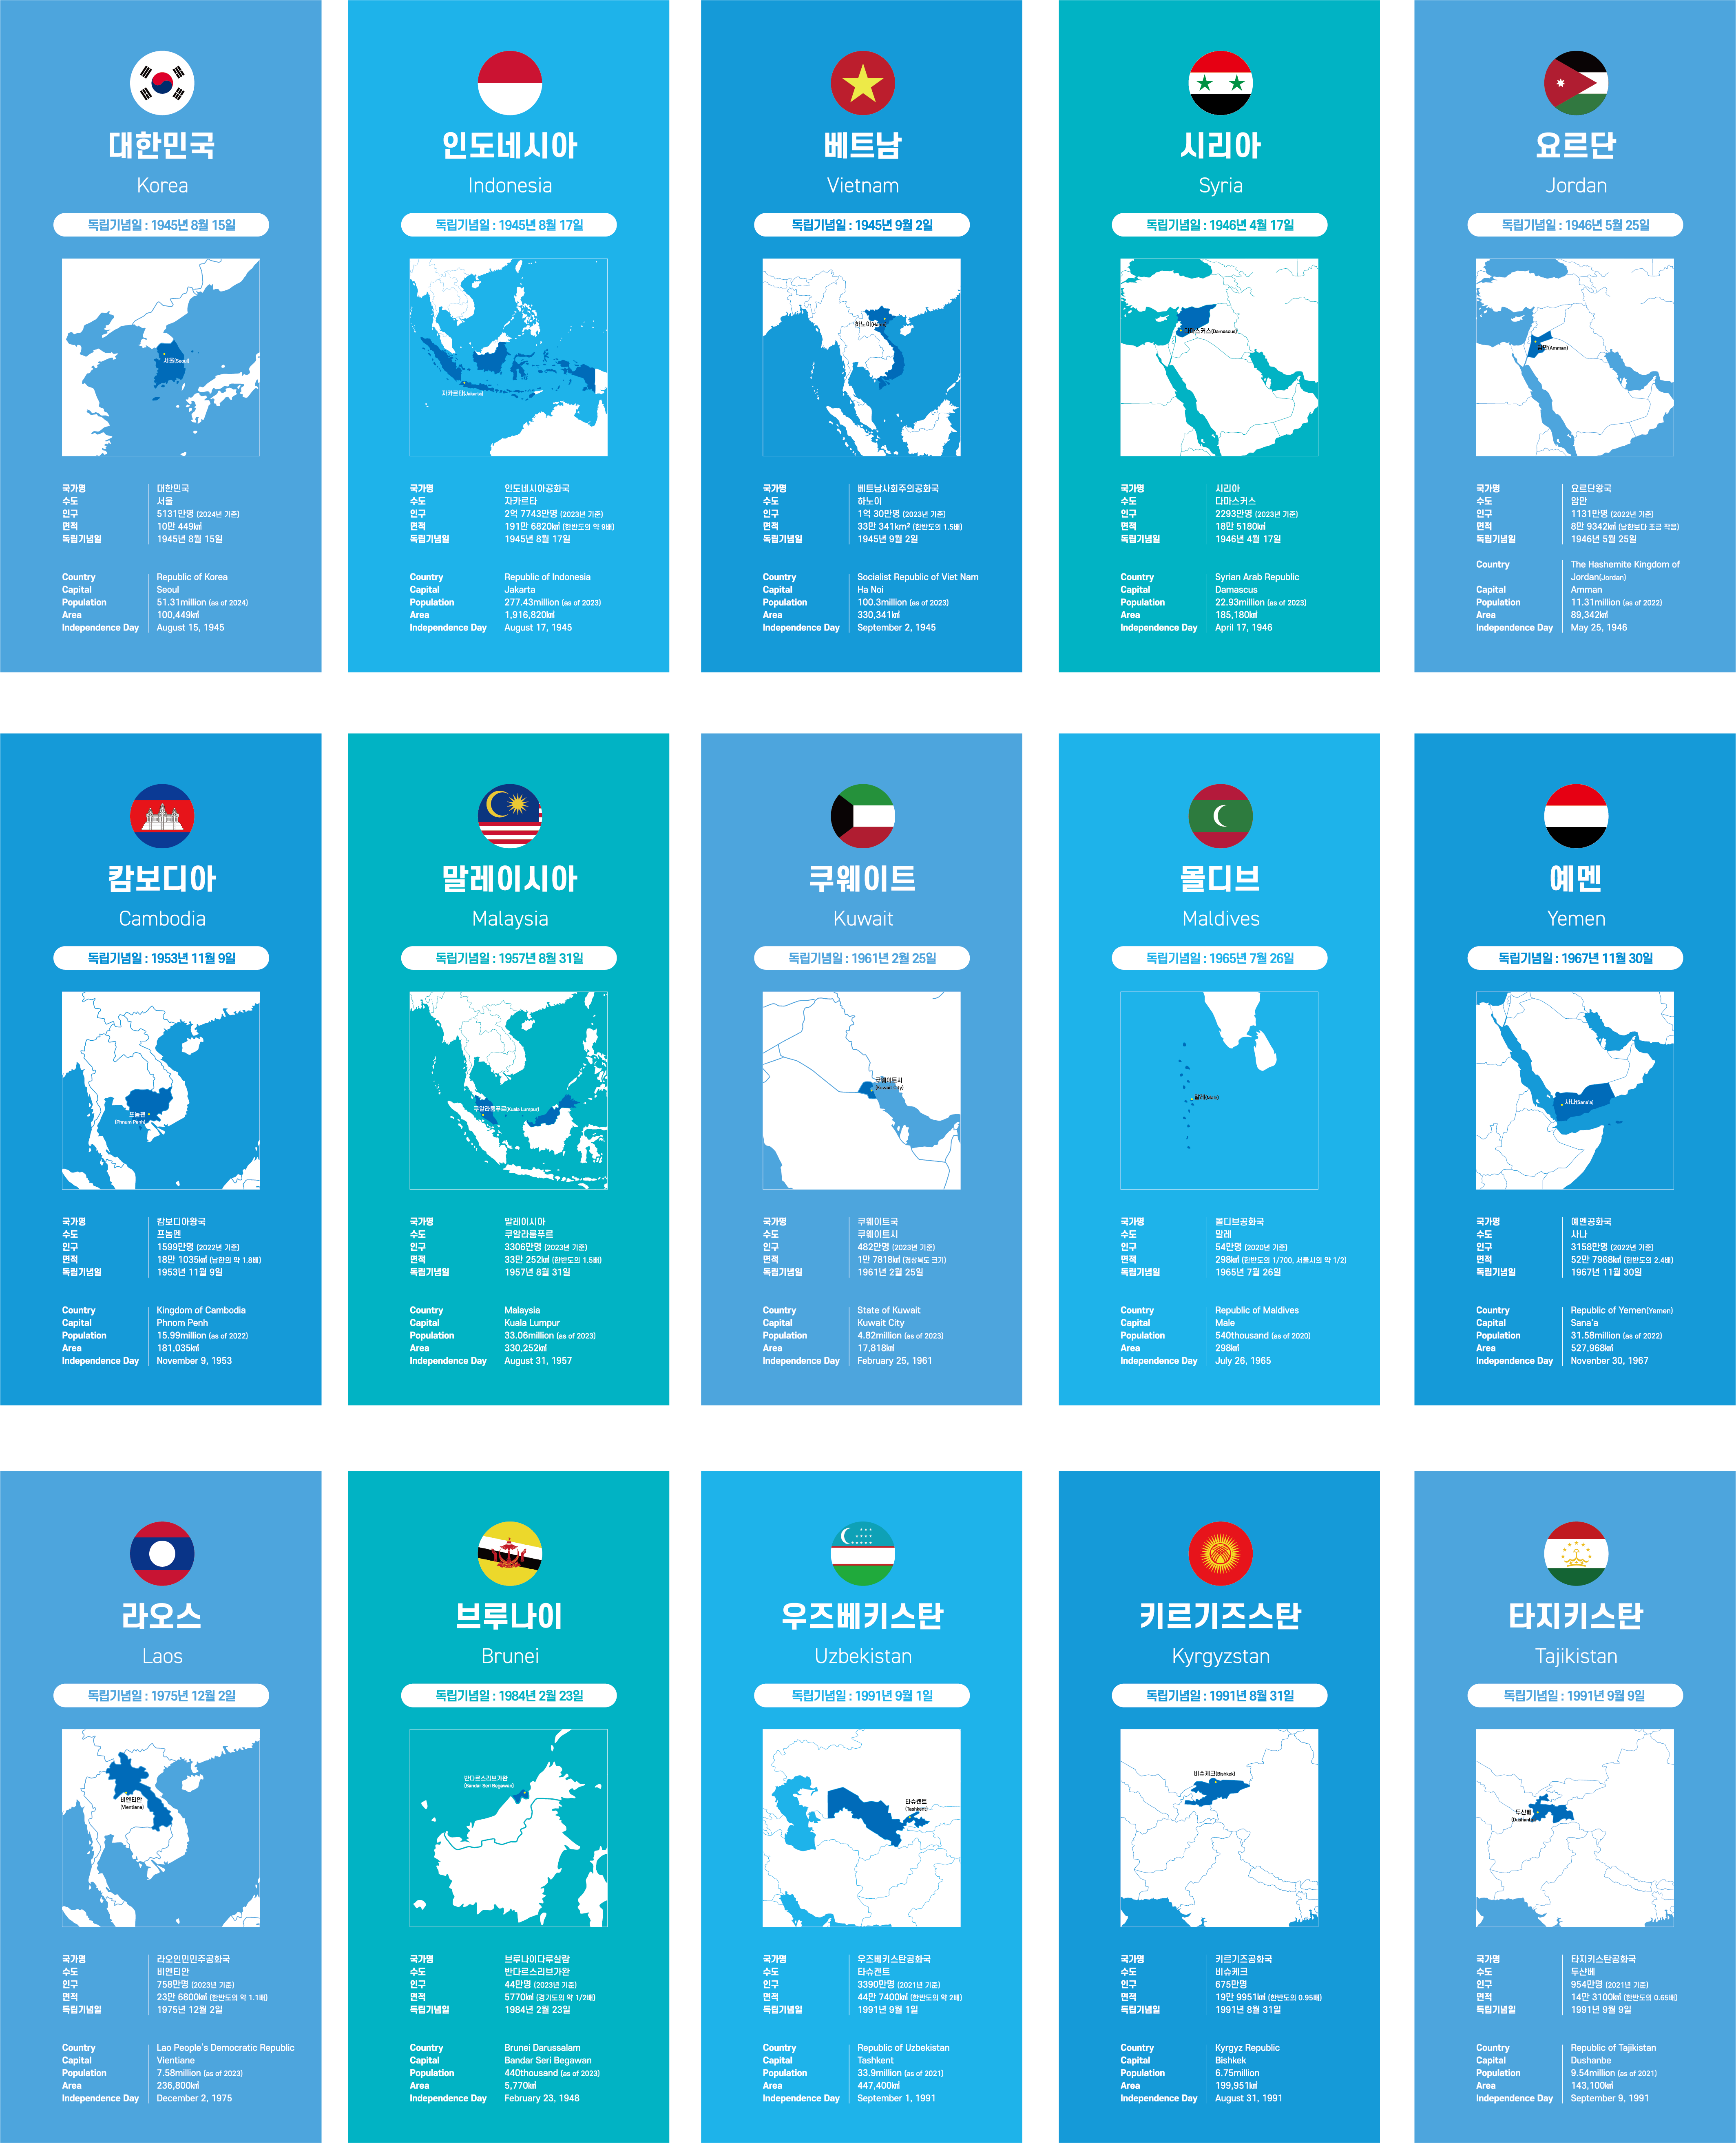 대한민국
Korea
독립기념일 : 1945년 8월 15일
서울(Seoul)
국가명 대한민국
수도 서울
인구 5131만명 (2024년 기준)
면적 10만 449㎢
독립기념일 1945년 8월 15일
Country Republic of Korea
Capital Seoul
Population 51.31million (as of 2024)
Area 100,449㎢
Independence Day August 15, 1945
인도네시아
Indonesia
독립기념일 : 1945년 8월 17일
자카르타(Jakarta)
국가명 인도네시아공화국
수도 자카르타
인구 2억 7743만명 (2023년 기준)
면적 191만 6820㎢ (한반도의 약 9배)
독립기념일 1945년 8월 17일
Country Republic of Indonesia
Capital Jakarta
Population 277.43million (as of 2023)
Area 1,916,820㎢
Independence Day August 17, 1945
베트남
Vietnam
독립기념일 : 1945년 9월 2일
하노이
국가명 베트남사회주의공화국
수도 하노이
인구 1억 30만명 (2023년 기준)
면적 33만 341km² (한반도의 1.5배)
독립기념일 1945년 9월 2일
Country Socialist Republic of Viet Nam
Capital Ha Noi
Population 100.3million (as of 2023)
Area 330,341㎢
Independence Day September 2, 1945
시리아
Syria
독립기념일 : 1946년 4월 17일
다마스커스(Damascus)
국가명 시리아
수도 다마스커스
인구 2293만명 (2023년 기준)
면적 18만 5180㎢
독립기념일 1946년 4월 17일
Country Syrian Arab Republic
Capital Damascus
Population 22.93million (as of 2023)
Area 185,180㎢
Independence Day April 17, 1946
요르단
Jordan
독립기념일 : 1946년 5월 25일
암만(Amman)
국가명 요르단왕국
수도 암만
인구 1131만명 (2022년 기준)
면적 8만 9342㎢ (남한보다 조금 작음)
독립기념일 1946년 5월 25일
Country The Hashemite Kingdom of
Jordan(Jordan)
Capital Amman
Population 11.31million (as of 2022)
Area 89,342㎢
Independence Day May 25, 1946
캄보디아
Cambodia
독립기념일 : 1953년 11월 9일
프놈펜
(Phnom Penh)
국가명 캄보디아왕국
수도 프놈펜
인구 1599만명 (2022년 기준)
면적 18만 1035㎢ (남한의 약 1.8배)
독립기념일 1953년 11월 9일
Country Kingdom of Cambodia
Capital Phnom Penh
Population 15.99million (as of 2022)
Area 181,035㎢
Independence Day November 9, 1953
말레이시아
Malaysia
독립기념일 : 1957년 8월 31일
쿠알라룸푸르(Kuala Lumpur)
국가명 말레이시아
수도 쿠알라룸푸르
인구 3306만명 (2023년 기준)
면적 33만 252㎢ (한반도의 1.5배)
독립기념일 1957년 8월 31일
Country Malaysia
Capital Kuala Lumpur
Population 33.06million (as of 2023)
Area 330,252㎢
Independence Day August 31, 1957
쿠웨이트
Kuwait
독립기념일 : 1961년 2월 25일
쿠웨이트시
(Kuwait City)
국가명 쿠웨이트국
수도 쿠웨이트시
인구 482만명 (2023년 기준)
면적 1만 7818㎢ (경상북도 크기)
독립기념일 1961년 2월 25일
Country State of Kuwait
Capital Kuwait City
Population 4.82million (as of 2023)
Area 17,818㎢
Independence Day February 25, 1961
몰디브
Maldives
독립기념일 : 1965년 7월 26일
말레(Male)
국가명 몰디브공화국
수도 말레
인구 54만명 (2020년 기준)
면적 298㎢ (한반도의 1/700, 서울시의 약 1/2)
독립기념일 1965년 7월 26일
Country Republic of Maldives
Capital Male
Population 540thousand (as of 2020)
Area 298㎢
Independence Day July 26, 1965
예멘
Yemen
독립기념일 : 1967년 11월 30일
사나(Sana'a)
국가명 예멘공화국
수도 사나
인구 3158만명 (2022년 기준)
면적 52만 7968㎢ (한반도의 2.4배)
독립기념일 1967년 11월 30일
Country Republic of Yemen(Yemen)
Capital Sana'a
Population 31.58million (as of 2022)
Area 527,968㎢
Independence Day Novenber 30, 1967
라오스
Laos
독립기념일 : 1975년 12월 2일
비엔티안
(Vientiane)
국가명 라오인민민주공화국
수도 비엔티안
인구 758만명 (2023년 기준)
면적 23만 6800㎢ (한반도의 약 1.1배)
독립기념일 1975년 12월 2일
Country Lao People's Democratic Republic
Capital Vientiane
Population 7.58million (as of 2023)
Area 236,800㎢
Independence Day December 2, 1975
브루나이
Brunei
독립기념일 : 1984년 2월 23일
반다르스리브가완
(Bandar Seri Begawan)
국가명 브루나이다루살람
수도 반다르스리브가완
인구 44만명 (2023년 기준)
면적 5770㎢ (경기도의 약 1/2배)
독립기념일 1984년 2월 23일
Country Brunei Darussalam
Capital Bandar Seri Begawan
Population 440thousand (as of 2023)
Area 5,770㎢
Independence Day February 23, 1948
우즈베키스탄
Uzbekistan
독립기념일 : 1991년 9월 1일
타슈켄트
(Tashkent)
국가명 우즈베키스탄공화국
수도 타슈켄트
인구 3390만명 (2021년 기준)
면적 44만 7400㎢ (한반도의 약 2배)
독립기념일 1991년 9월 1일
Country Republic of Uzbekistan
Capital Tashkent
Population 33.9million (as of 2021)
Area 447,400㎢
Independence Day September 1, 1991
키르기즈스탄
Kyrgyzstan
독립기념일 : 1991년 8월 31일
비슈케크(Bishkek)
국가명 키르기즈공화국
수도 비슈케크
인구 675만명
면적 19만 9951㎢ (한반도의 0.95배)
독립기념일 1991년 8월 31일
Country Kyrgyz Republic
Capital Bishkek
Population 6.75million
Area 199,951㎢
Independence Day August 31, 1991
타지키스탄
Tajikistan
독립기념일 : 1991년 9월 9일
두샨베
(Dushanbe)
국가명 타지키스탄공화국
수도 두샨베
인구 954만명 (2021년 기준)
면적 14만 3100㎢ (한반도의 0.65배)
독립기념일 1991년 9월 9일
Country Republic of Tajikistan
Capital Dushanbe
Population 9.54million (as of 2021)
Area 143,100㎢
Independence Day September 9, 1991